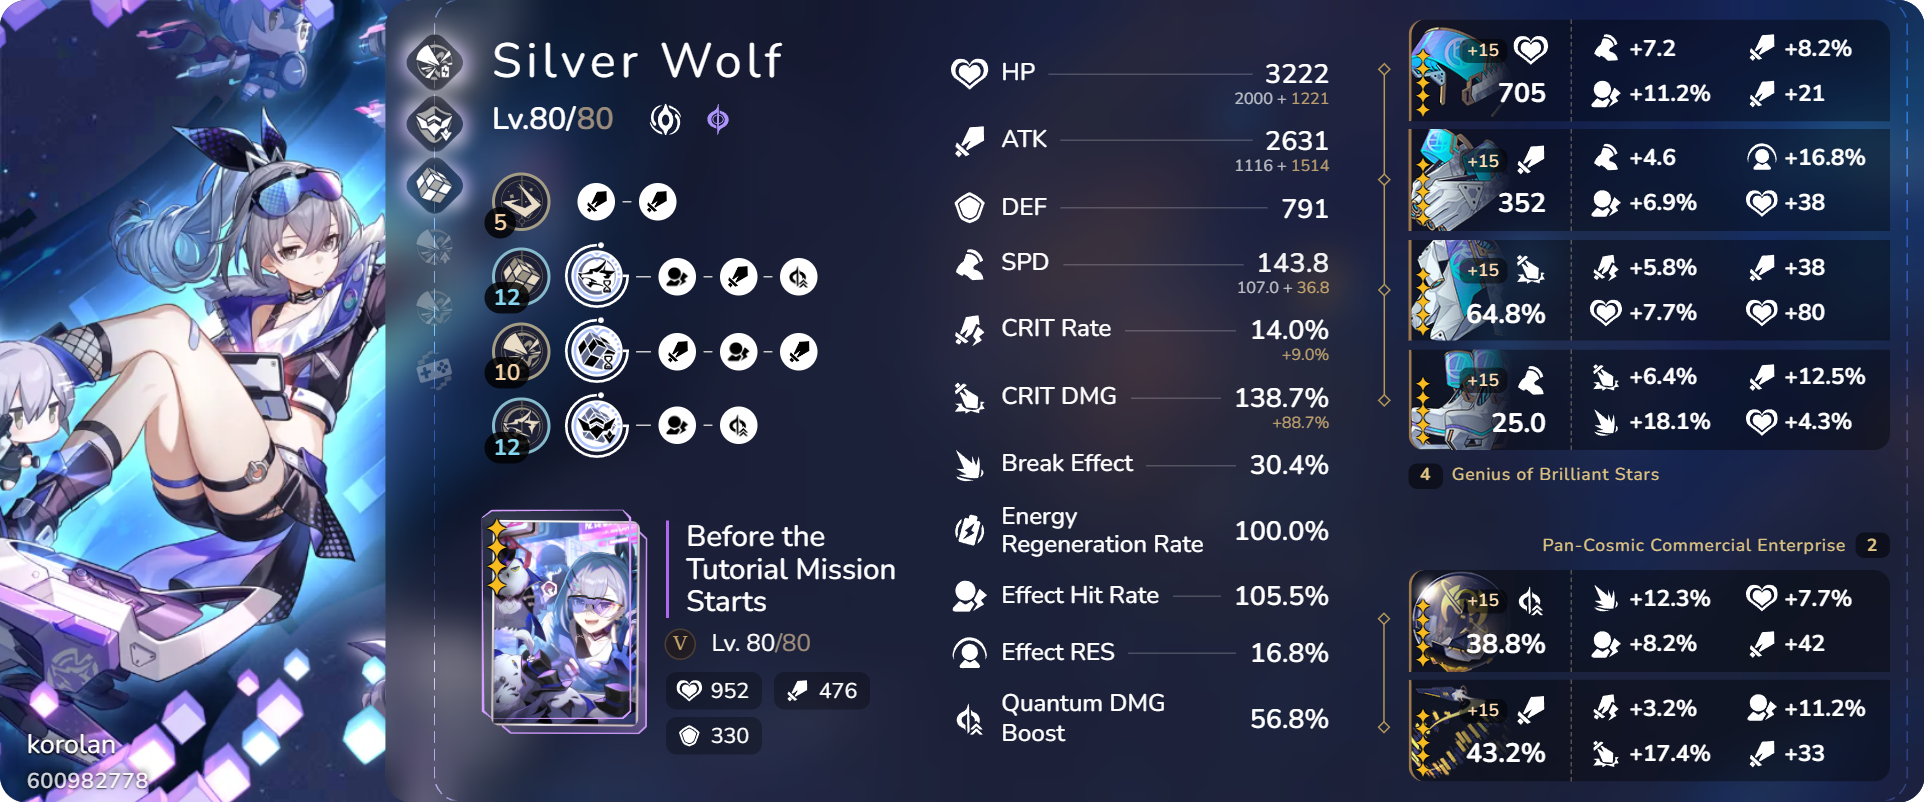 Silver Wolf
Lv.80/80
5
12
10
12
Before the
Tutorial Mission
Starts
V Lv. 80/80
952 476
330
korolan
600982778
HP 3222
2000 + 1221
ATK 2631
1116 + 1514
DEF 791
SPD 143.8
107.0 + 36.8
CRIT Rate 14.0%
+9.0%
CRIT DMG 138.7%
+88.7%
Break Effect 30.4%
Energy
Regeneration Rate 100.0%
Effect Hit Rate 105.5%
Effect RES 16.8%
Quantum DMG
Boost 56.8%
+15 +7.2 +8.2%
705 +11.2% +21
+15 +4.6 +16.8%
352 +6.9% +38
+15 +5.8% +38
64.8% +7.7% +80
+15 +6.4% +12.5%
25.0 +18.1% +4.3%
4 Genius of Brilliant Stars
Pan-Cosmic Commercial Enterprise 2
+15 +12.3% +7.7%
38.8% +8.2% +42
+15 +3.2% +11.2%
43.2% +17.4% +33